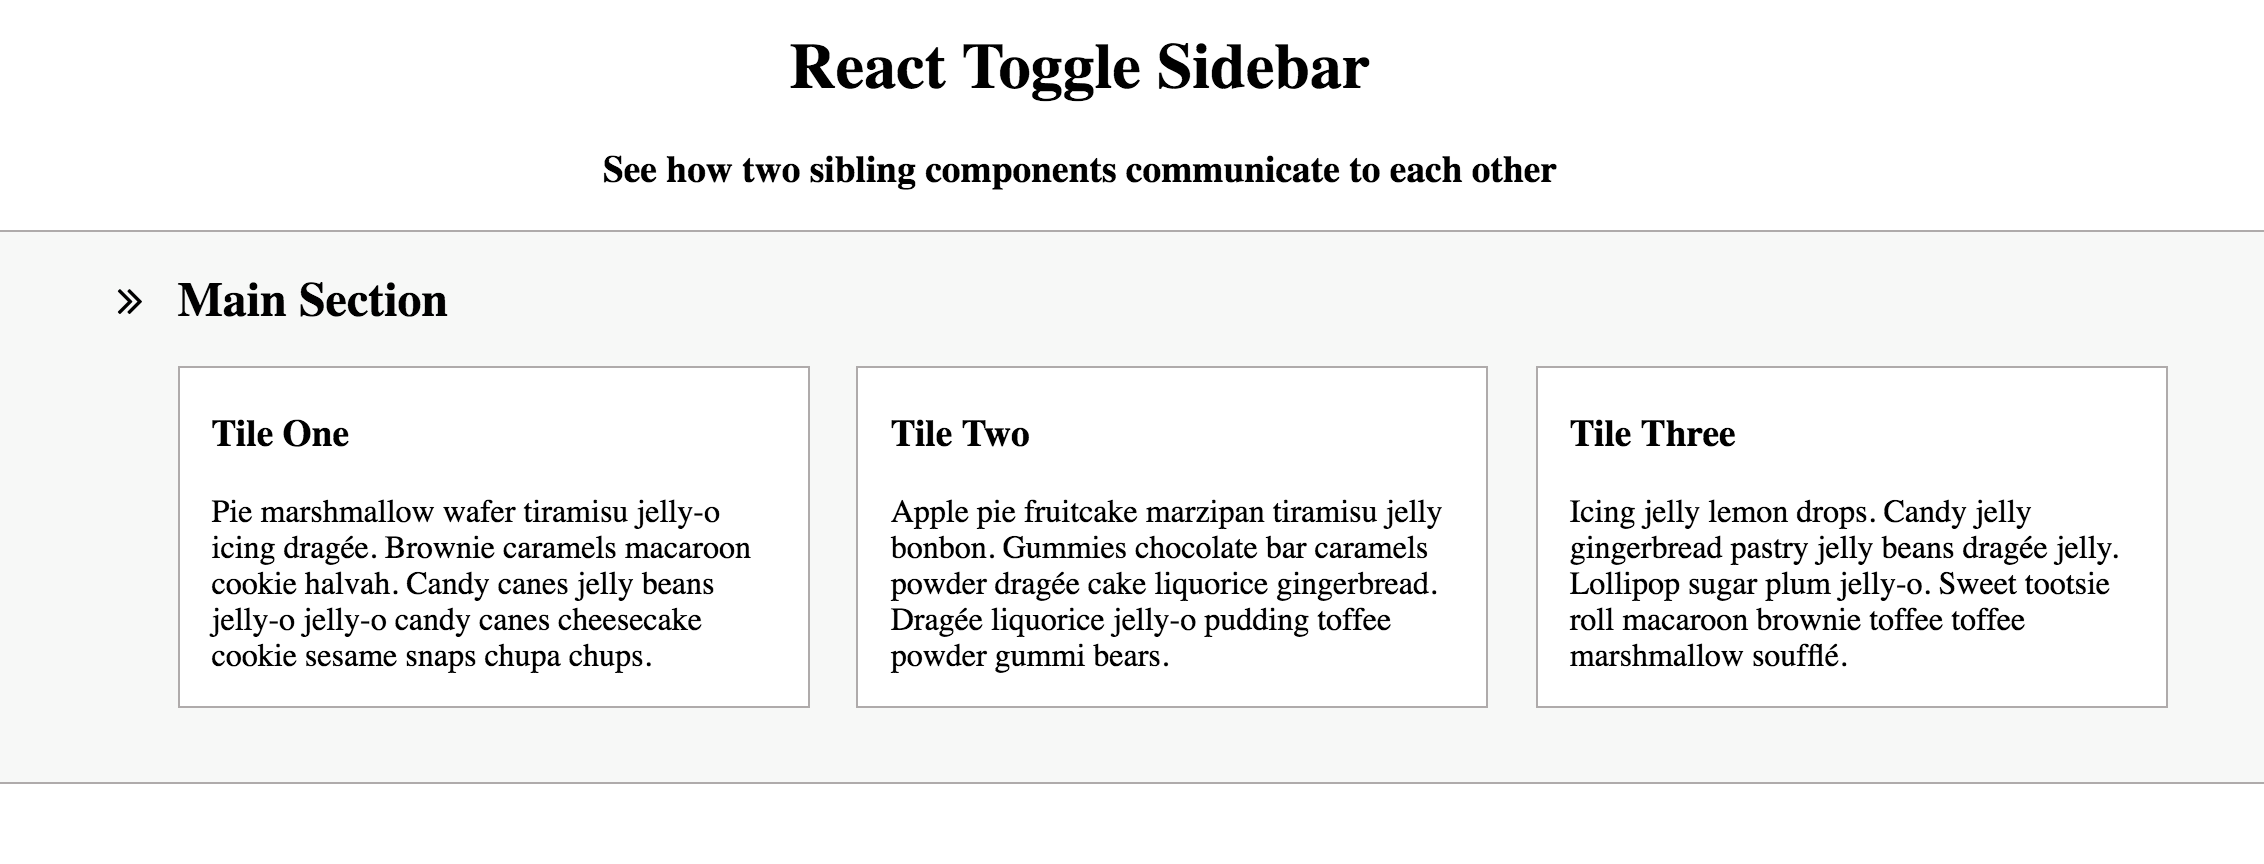 React Toggle Sidebar
See how two sibling components communicate to each other
» Main Section
Tile One
Pie marshmallow wafer tiramisu jelly-o
icing dragée. Brownie caramels macaroon
cookie halvah. Candy canes jelly beans
jelly-o jelly-o candy canes cheesecake
cookie sesame snaps chupa chups.
Tile Two
Apple pie fruitcake marzipan tiramisu jelly
bonbon. Gummies chocolate bar caramels
powder dragée cake liquorice gingerbread.
Dragée liquorice jelly-o pudding toffee
powder gummi bears.
Tile Three
Icing jelly lemon drops. Candy jelly
gingerbread pastry jelly beans dragée jelly.
Lollipop sugar plum jelly-o. Sweet tootsie
roll macaroon brownie toffee toffee
marshmallow soufflé.